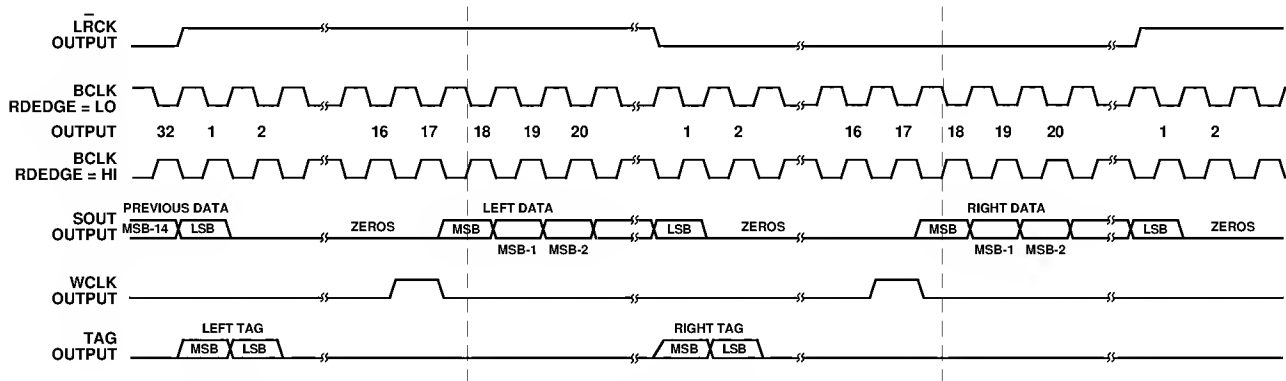 LRCK
OUTPUT
BCLK
RDEDGE = LO
OUTPUT 32 1 2 16 17 18 19 20 1 2 16 17 18 19 20 1 2
BCLK
RDEDGE = HI
PREVIOUS DATA LEFT DATA RIGHT DATA
SOUT
OUTPUT MSB-14 LSB ZEROS MSB LSB ZEROS MSB LSB ZEROS
MSB-1 MSB-2 MSB-1 MSB-2
WCLK
OUTPUT
LEFT TAG RIGHT TAG
TAG
OUTPUT MSB LSB MSB LSB